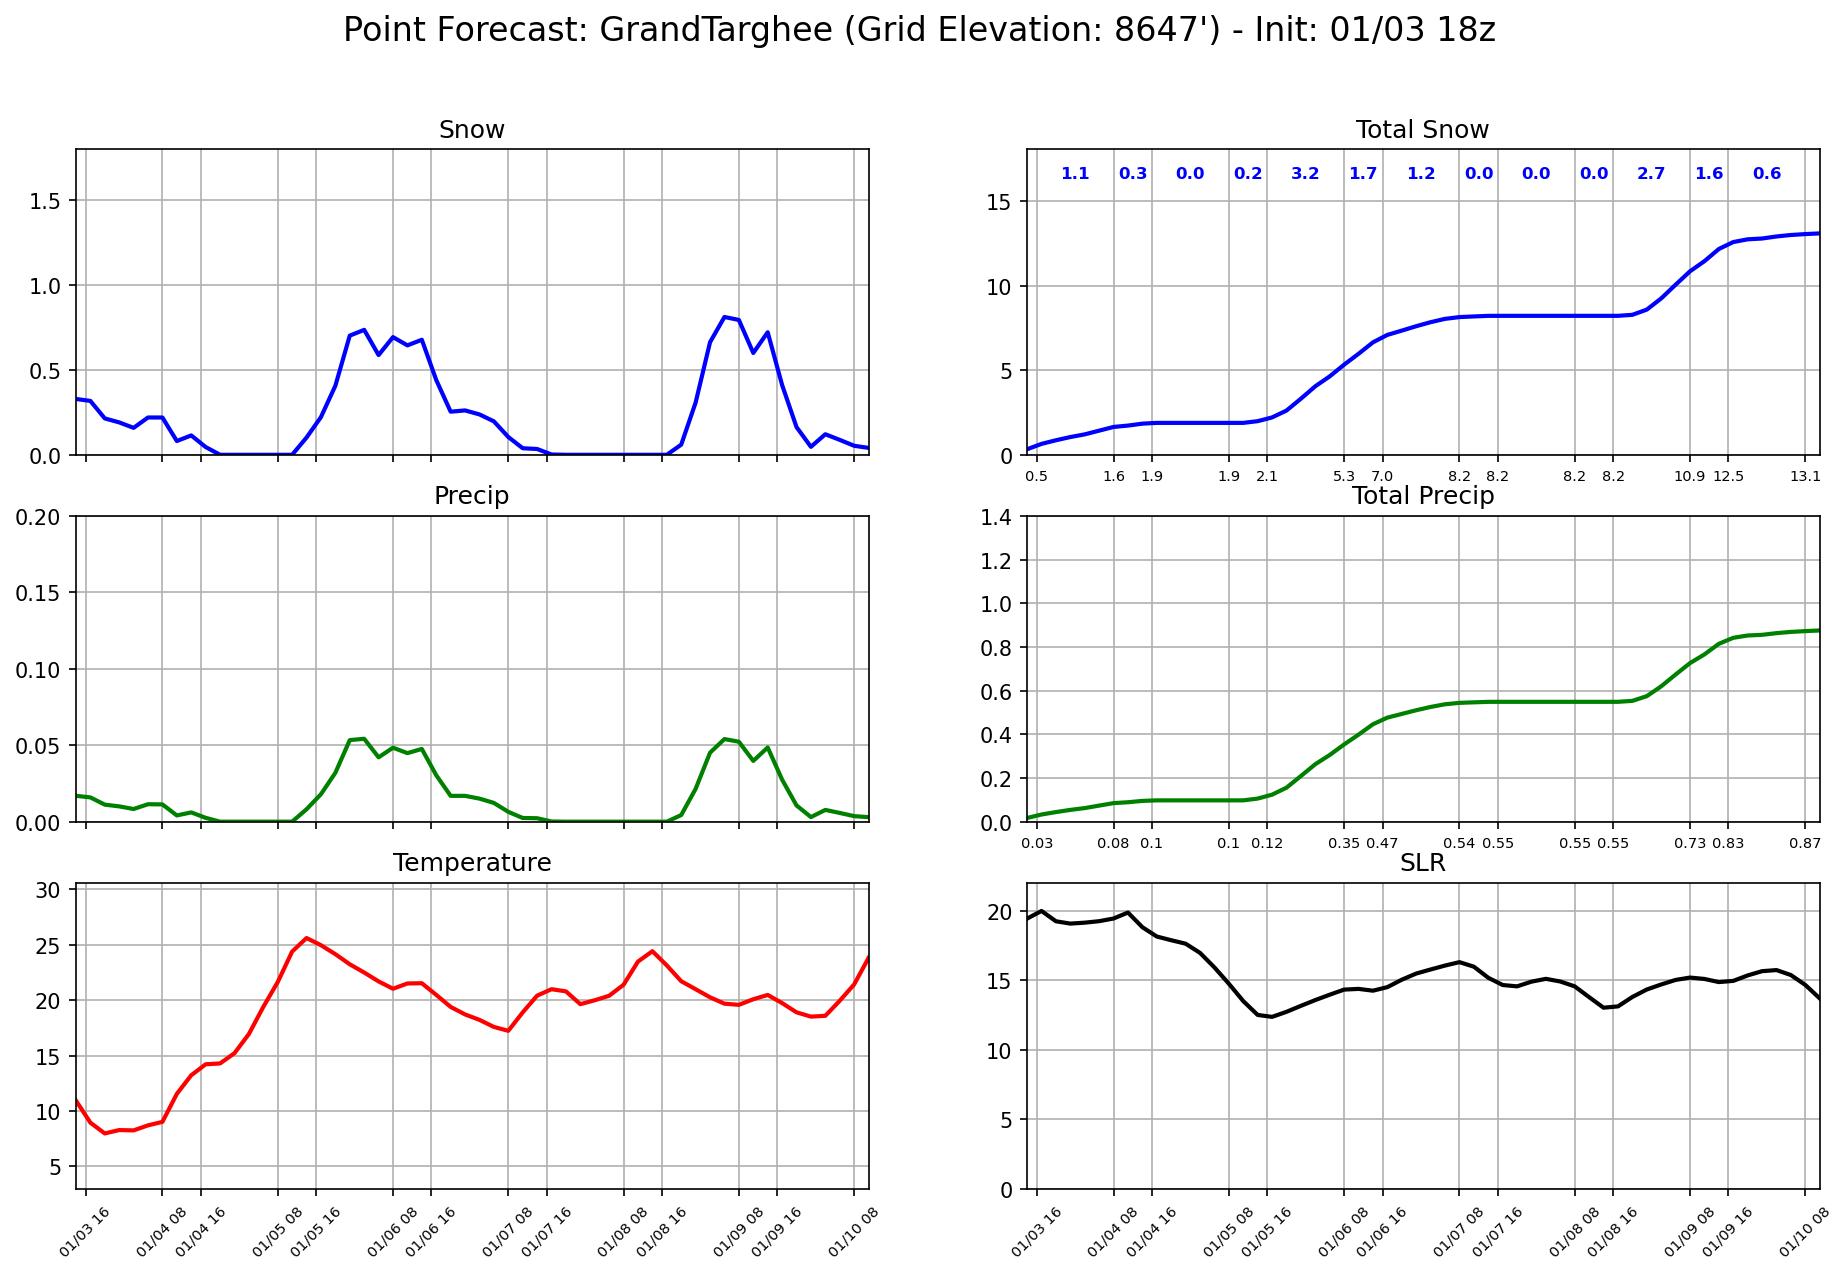 Point Forecast: GrandTarghee (Grid Elevation: 8647') - Init: 01/03 18z
Snow
1.5
1.0
0.5
0.0
Total Snow
1.1 0.3 0.0 0.2 3.2 1.7 1.2 0.0 0.0 0.0 2.7 1.6 0.6
15
10
5
0
0.5 1.6 1.9 1.9 2.1 5.3 7.0 8.2 8.2 8.2 8.2 10.9 12.5 13.1
Precip
0.20
0.15
0.10
0.05
0.00
Total Precip
1.4
1.2
1.0
0.8
0.6
0.4
0.2
0.0
0.03 0.08 0.1 0.1 0.12 0.35 0.47 0.54 0.55 0.55 0.55 0.73 0.83 0.87
Temperature
30
25
20
15
10
5
01/03 16 01/04 08 01/04 16 01/05 08 01/05 16 01/06 08 01/06 16 01/07 08 01/07 16 01/08 08 01/08 16 01/09 08 01/09 16 01/10 08
SLR
20
15
10
5
0
01/03 16 01/04 08 01/04 16 01/05 08 01/05 16 01/06 08 01/06 16 01/07 08 01/07 16 01/08 08 01/08 16 01/09 08 01/09 16 01/10 08